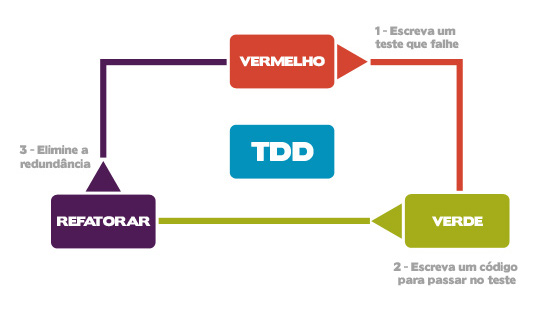 1 - Escreva um
teste que falhe
VERMELHO
TDD
3 - Elimine a
redundância
REFATORAR
VERDE
2 - Escreva um código
para passar no teste